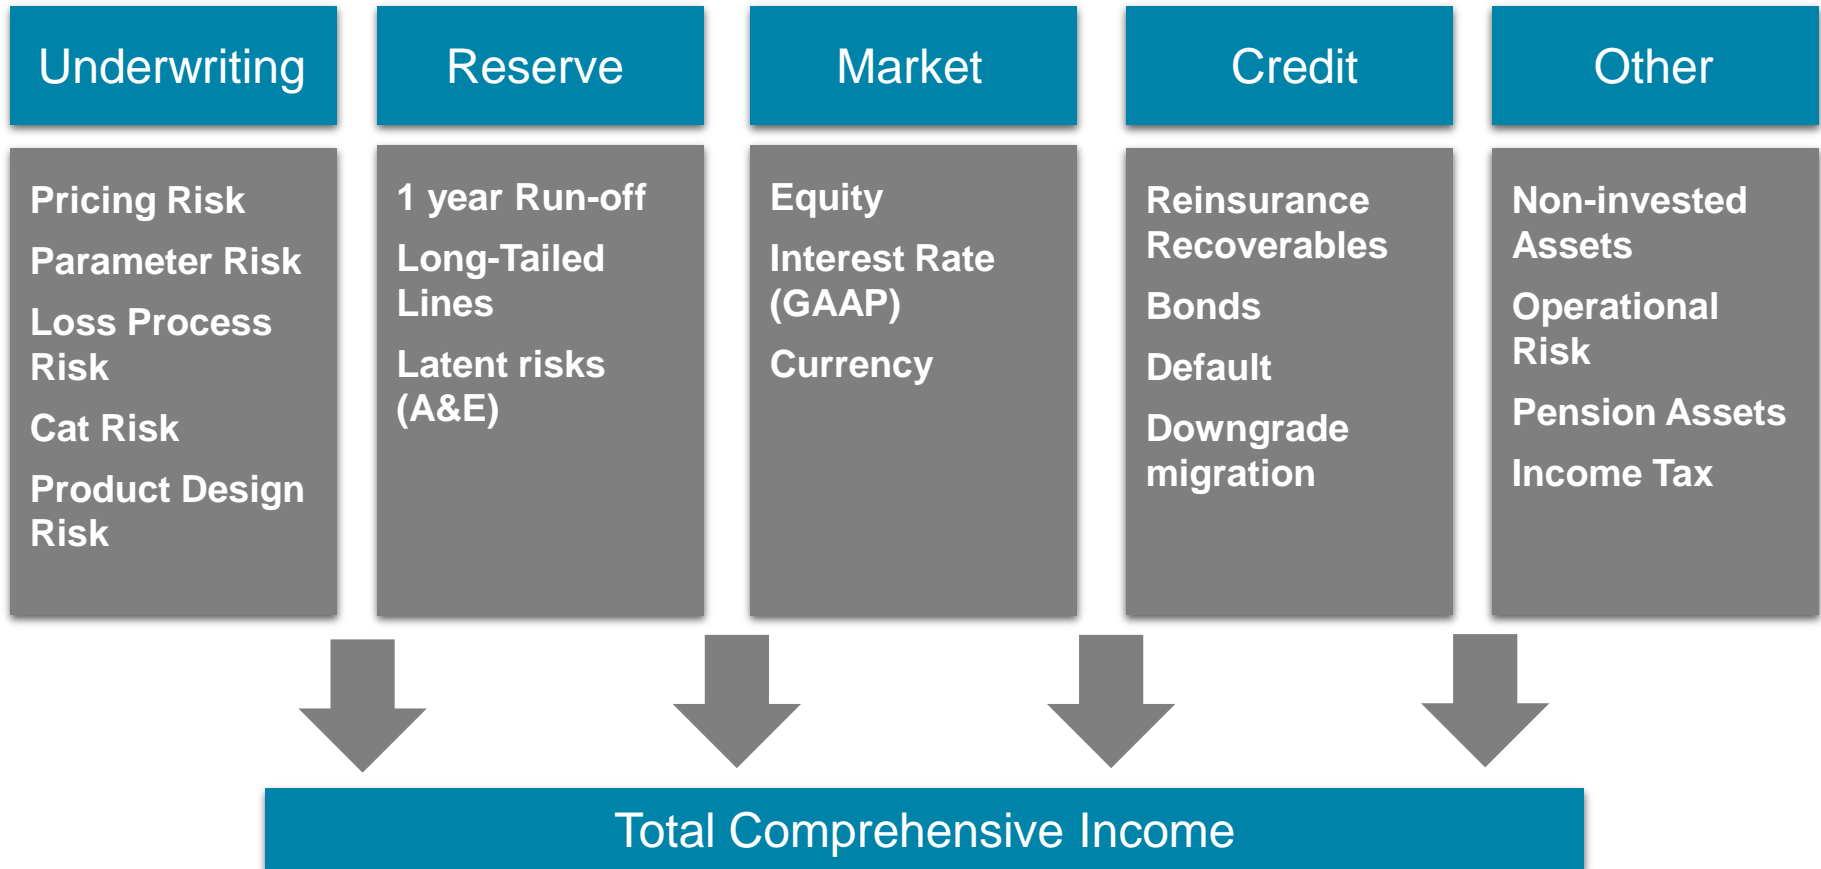 Underwriting
Reserve
Market
Credit
Other
Pricing Risk
Parameter Risk
Loss Process
Risk
Cat Risk
Product Design
Risk
1 year Run-off
Long-Tailed
Lines
Latent risks
(A&E)
Equity
Interest Rate
(GAAP)
Currency
Reinsurance
Recoverables
Bonds
Default
Downgrade
migration
Non-invested
Assets
Operational
Risk
Pension Assets
Income Tax
Total Comprehensive Income